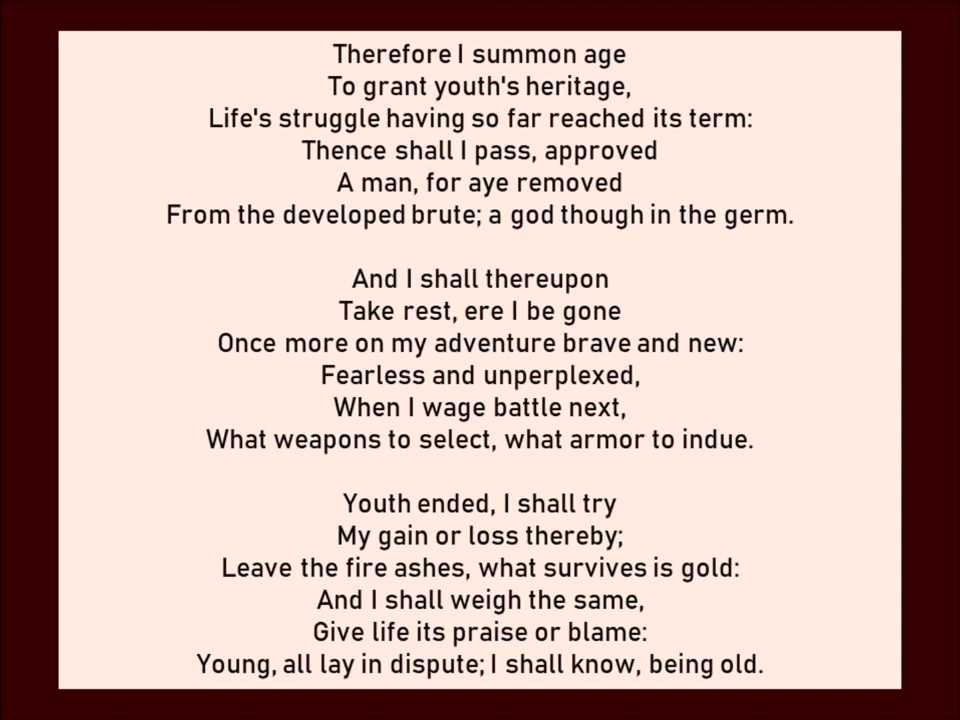 Therefore I summon age
To grant youth's heritage,
Life's struggle having so far reached its term:
Thence shall I pass, approved
A man, for aye removed
From the developed brute; a god though in the germ.
And I shall thereupon
Take rest, ere I be gone
Once more on my adventure brave and new:
Fearless and unperplexed,
When I wage battle next,
What weapons to select, what armor to indue.
Youth ended, I shall try
My gain or loss thereby;
Leave the fire ashes, what survives is gold:
And I shall weigh the same,
Give life its praise or blame:
Young, all lay in dispute; I shall know, being old.